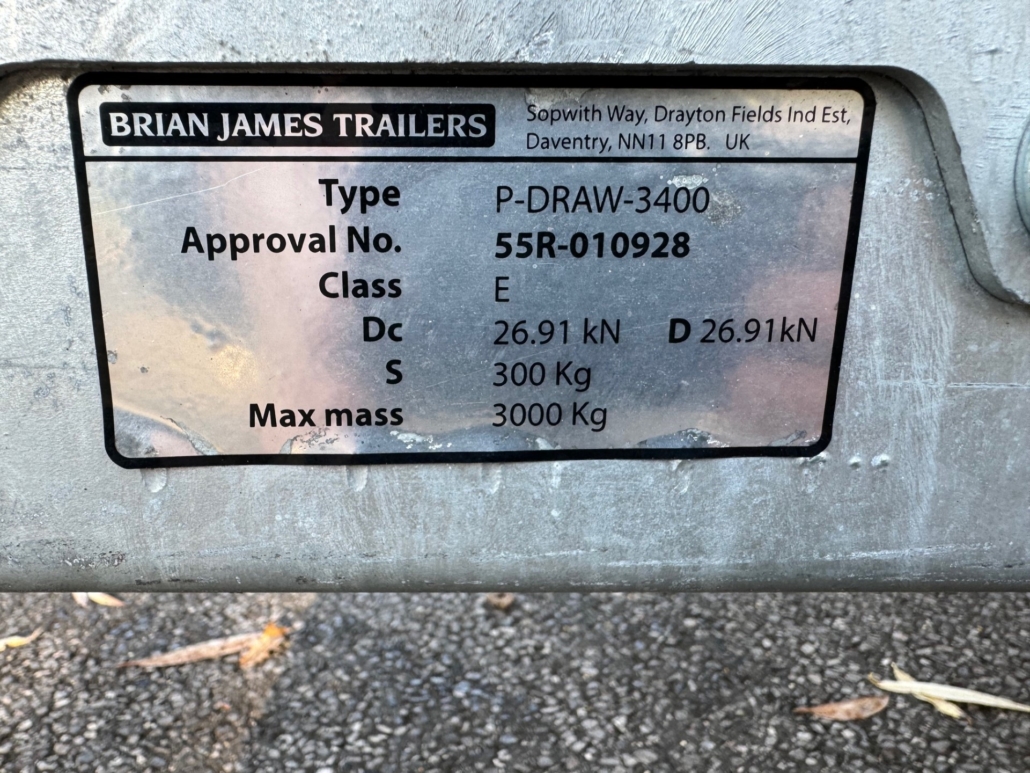 BRIAN JAMES TRAILERS
Sopwith Way, Drayton Fields Ind Est,
Daventry, NN11 8PB. UK
Type P-DRAW-3400
Approval No. 55R-010928
Class E
Dc 26.91 kN D 26.91kN
S 300 Kg
Max mass 3000 Kg